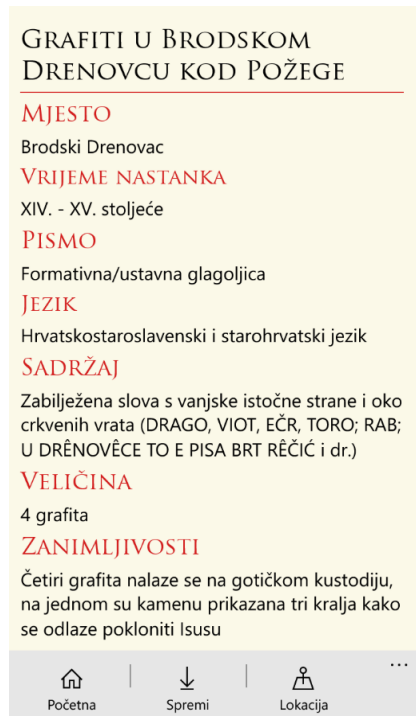 Grafiti u Brodskom
Drenovcu kod Požege
Mjesto
Brodski Drenovac
Vrijeme nastanka
XIV. - XV. stoljeće
Pismo
Formativna/ustavna glagoljica
Jezik
Hrvatskostaroslavenski i starohrvatski jezik
Sadržaj
Zabilježena slova s vanjske istočne strane i oko
crkvenih vrata (DRAGO, VIOT, EČR, TORO; RAB;
U DRÊNOVÊCE TO E PISA BRT RÊČIĆ i dr.)
Veličina
4 grafita
Zanimljivosti
Četiri grafita nalaze se na gotičkom kustodiju,
na jednom su kamenu prikazana tri kralja kako
se odlaze pokloniti Isusu
...
Početna Spremi Lokacija